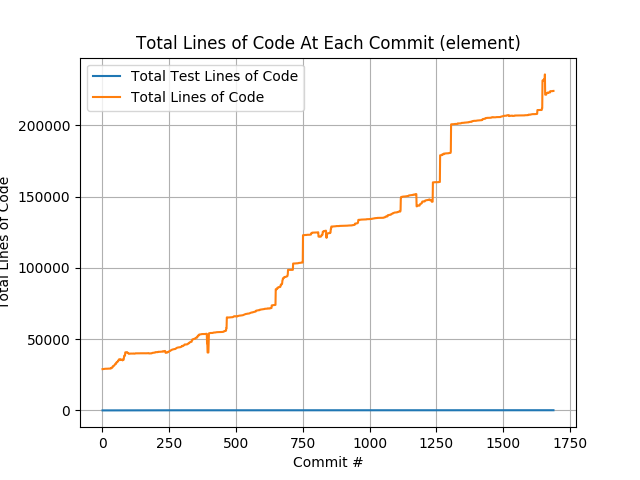 Total Lines of Code At Each Commit (element)
Total Test Lines of Code
Total Lines of Code
Total Lines of Code
200000
150000
100000
50000
0
0
250
500
750
1000
1250
1500
1750
Commit #